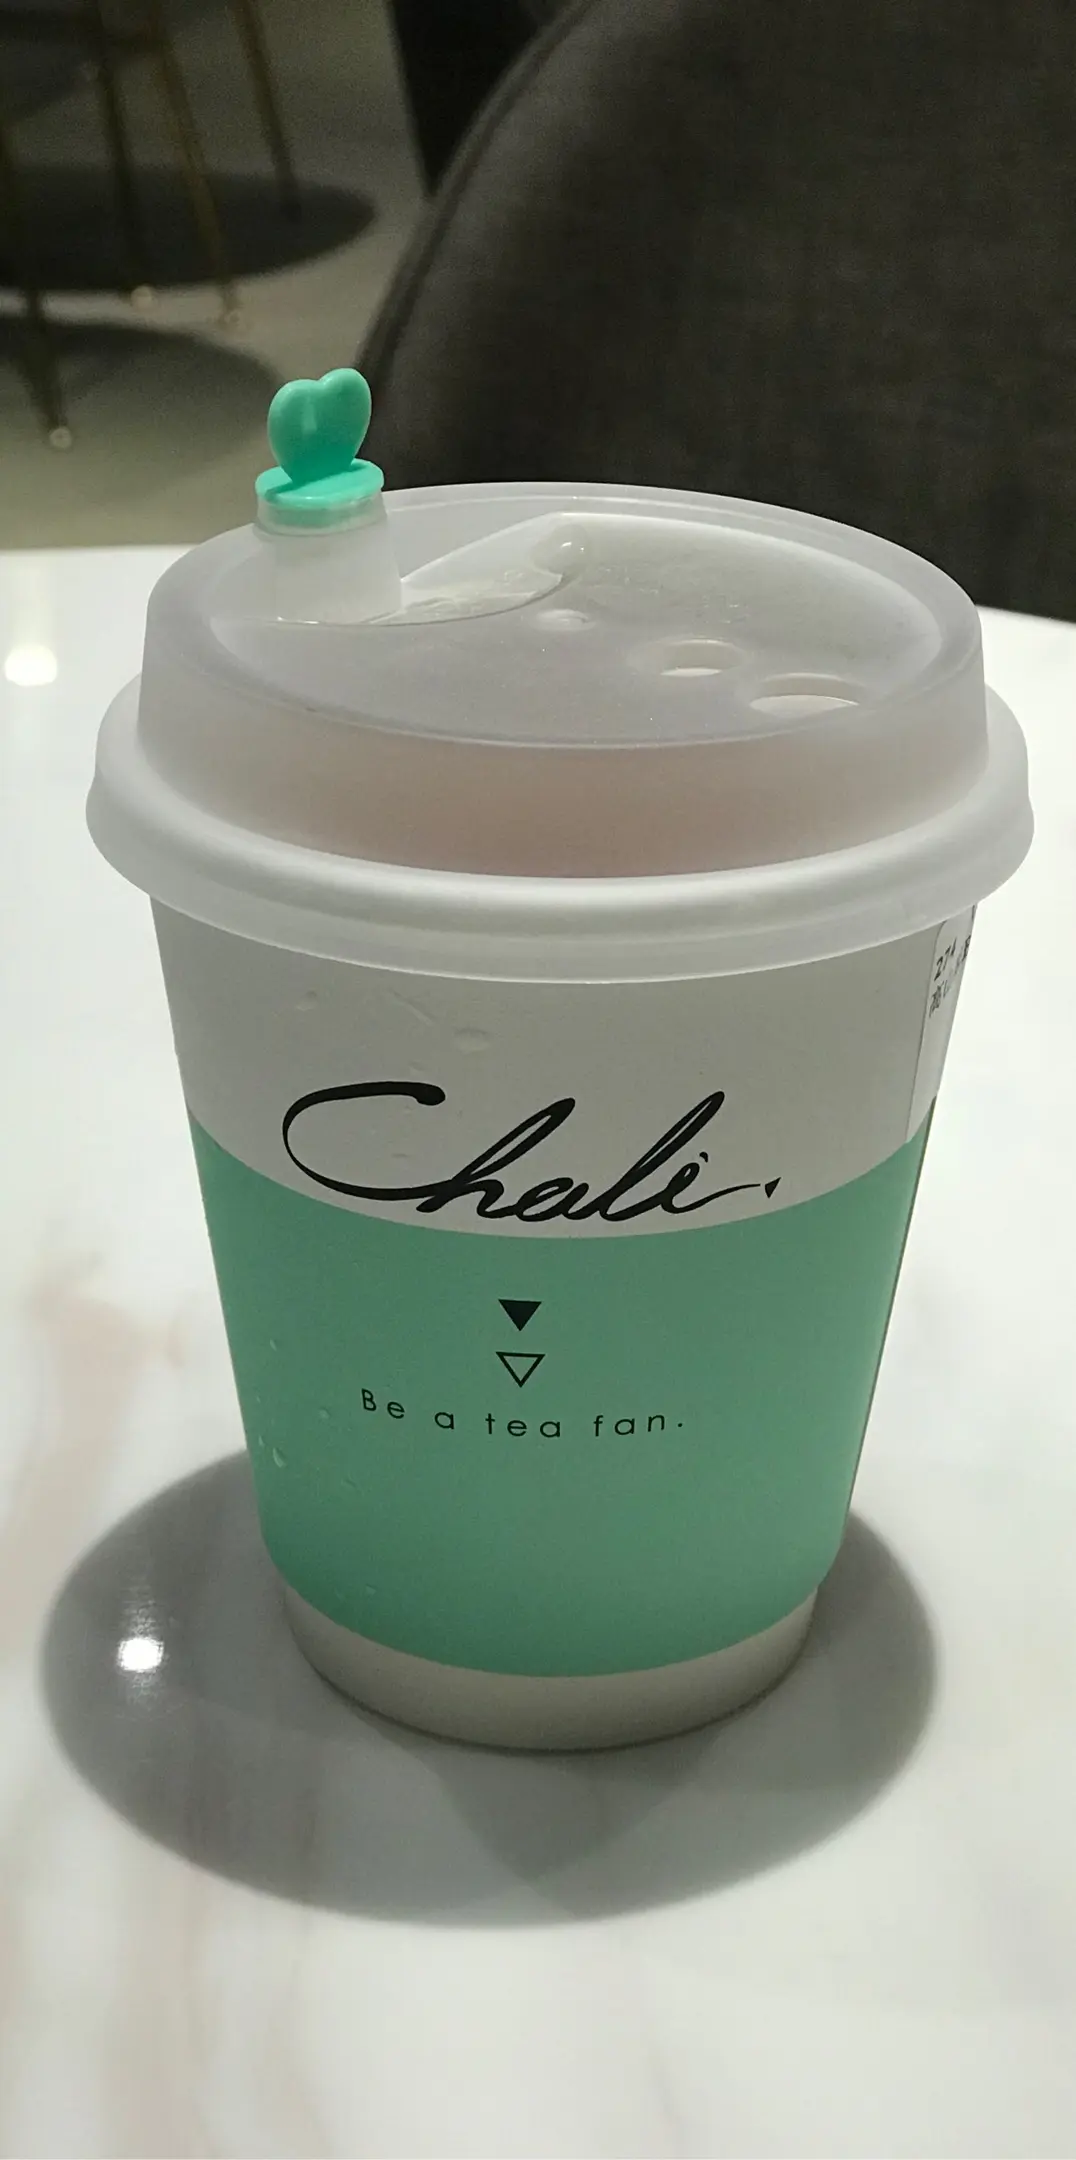 Chali.
Be a tea fan.